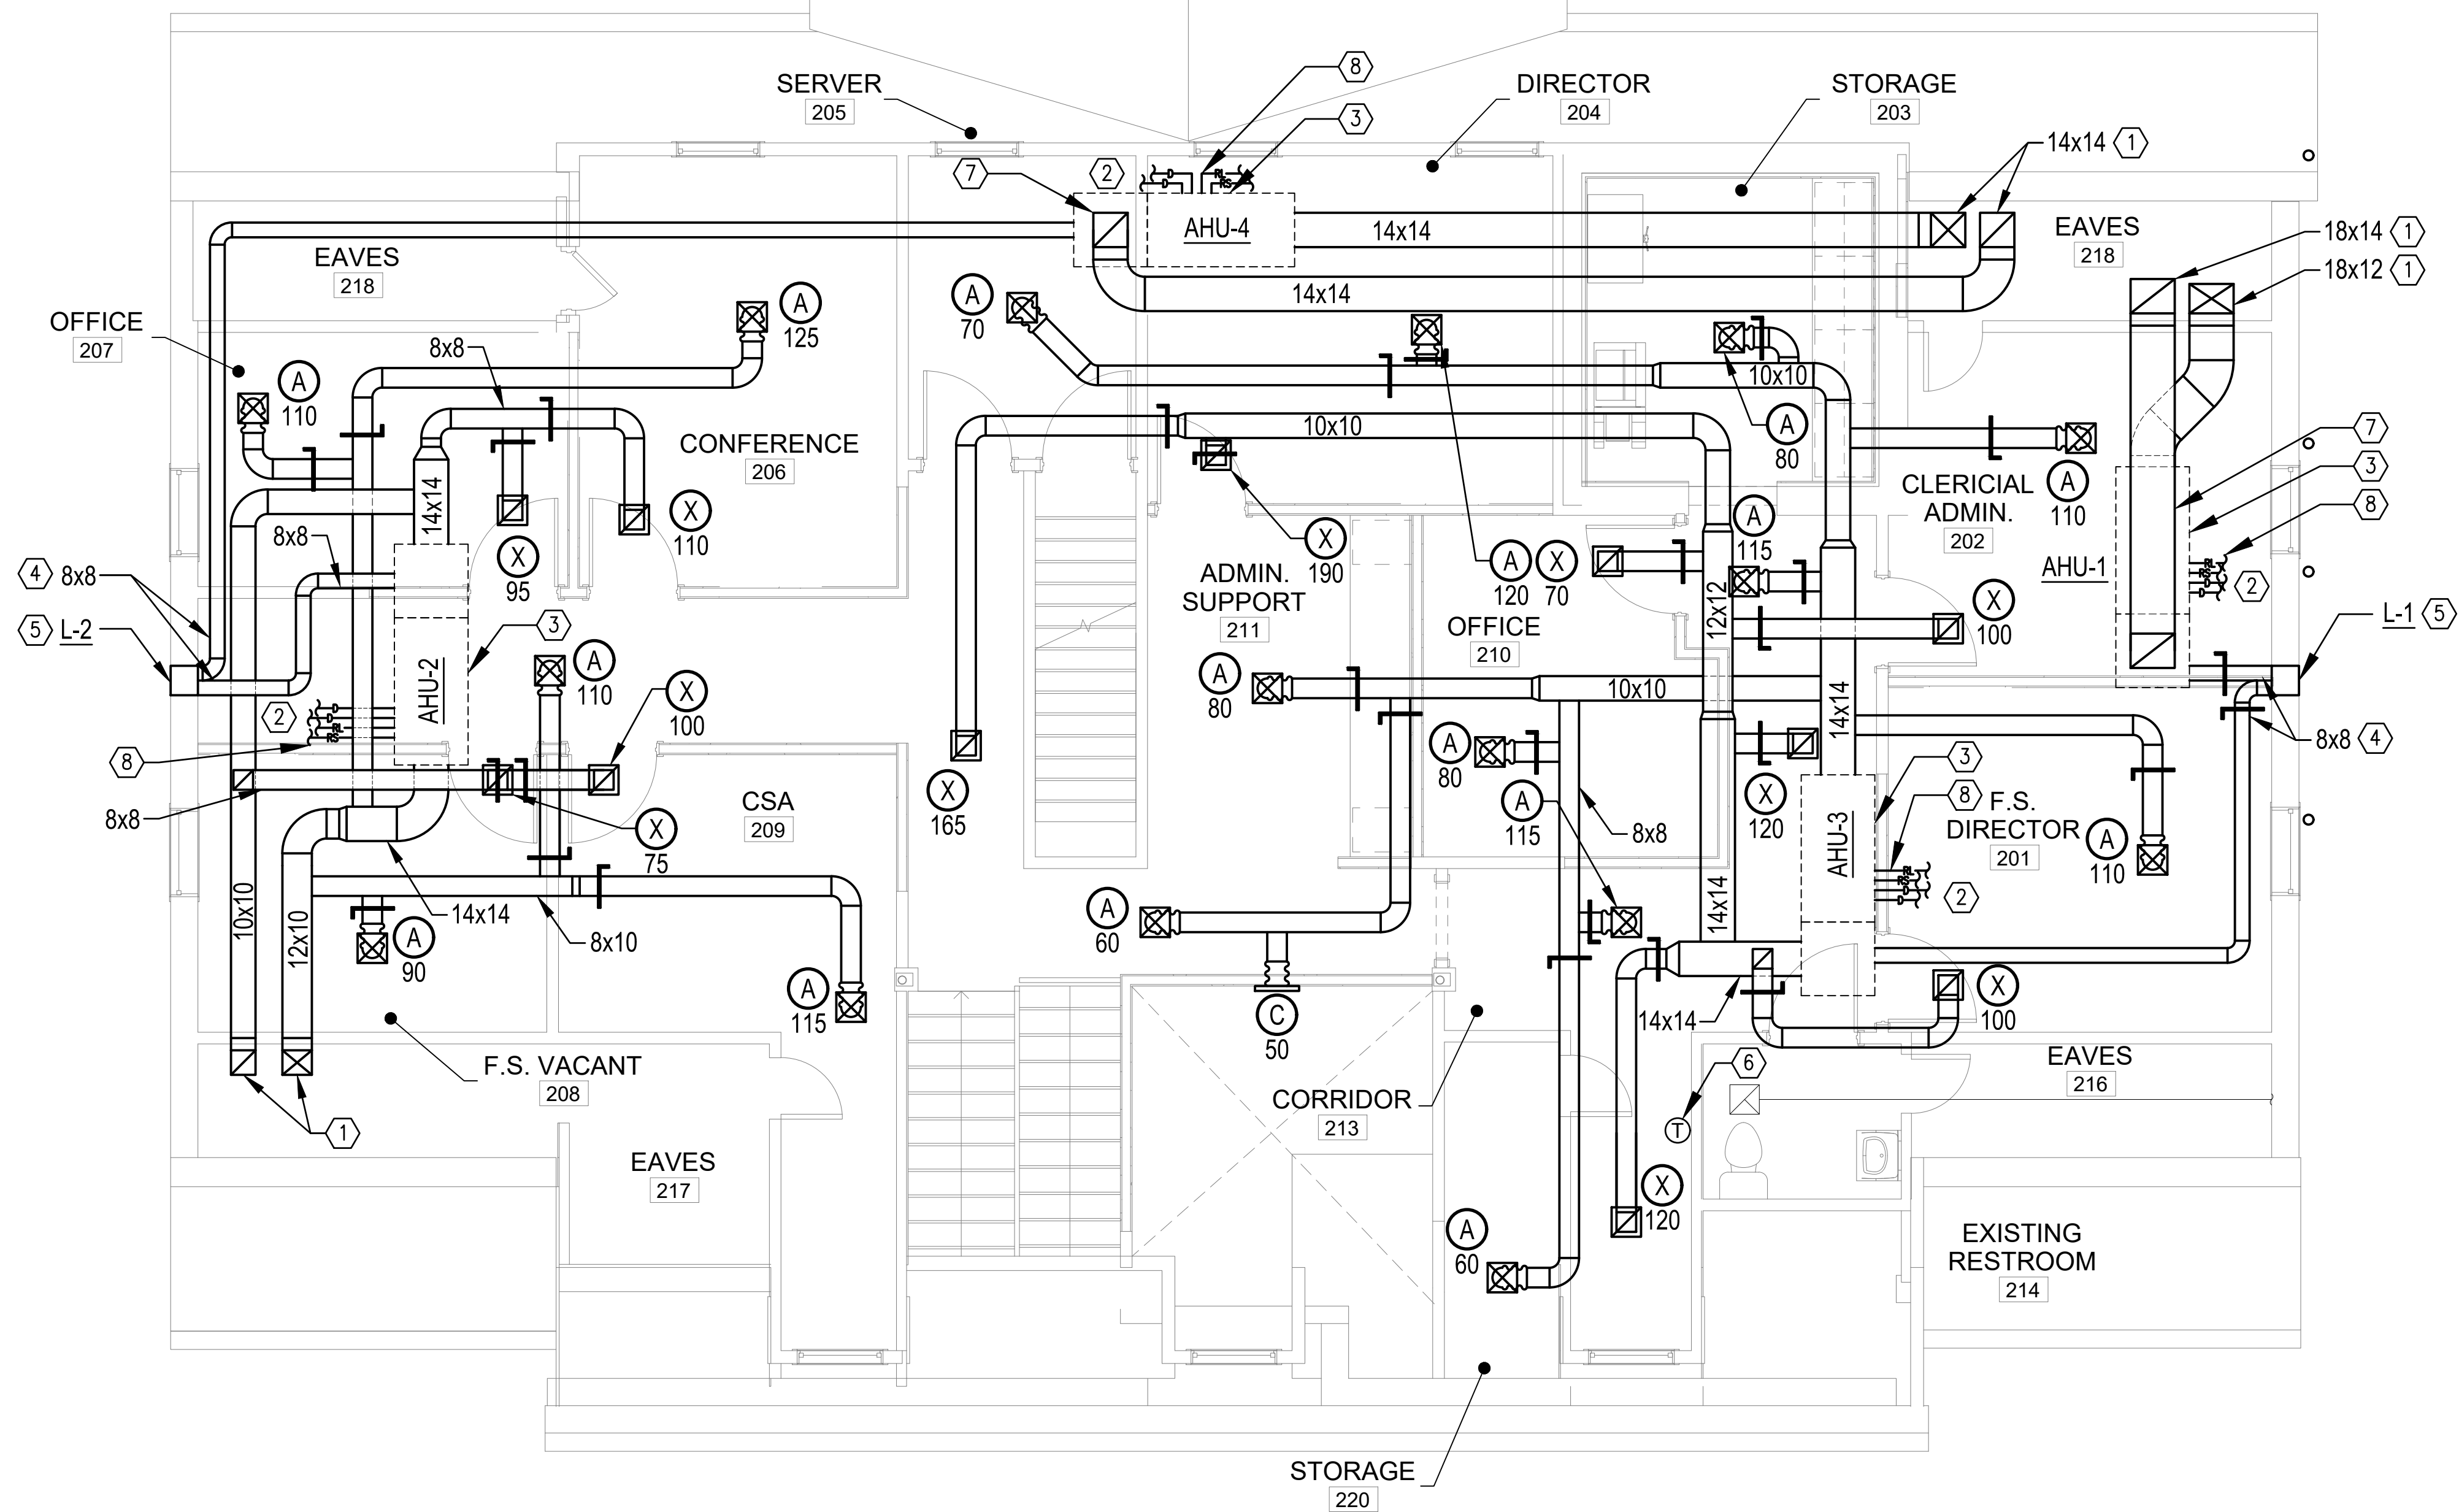 8
SERVER
205
DIRECTOR
204
STORAGE
203
3
14x14 1
7
2
RL
RS
AHU-4
14x14
EAVES
218
18x14 1
18x12 1
EAVES
218
14x14
A
125
A
70
OFFICE
207
8x8
A
110
10x10
A
80
10x10
7
3
8
CONFERENCE
206
CLERICIAL
ADMIN.
202
A
110
14x14
X
110
8x8
X
95
A
115
X
190
A X
120 70
ADMIN.
SUPPORT
211
12x12
AHU-1
2
4 8x8
5 L-2
3
OFFICE
210
X
100
L-1 5
A
110
X
100
AHU-2
A
80
10x10
14x14
2
8
8x8
A
80
X
165
8x8 4
3
CSA
209
X
75
A
115
8x8
X
120
8 F.S.
DIRECTOR
201
AHU-3
A
110
2
10x10
12x10
14x14
8x10
A
90
A
60
14x14
A
115
C
50
14x14
X
100
F.S. VACANT
208
CORRIDOR
213
6
EAVES
216
1
T
EAVES
217
X
120
A
60
EXISTING
RESTROOM
214
STORAGE
220